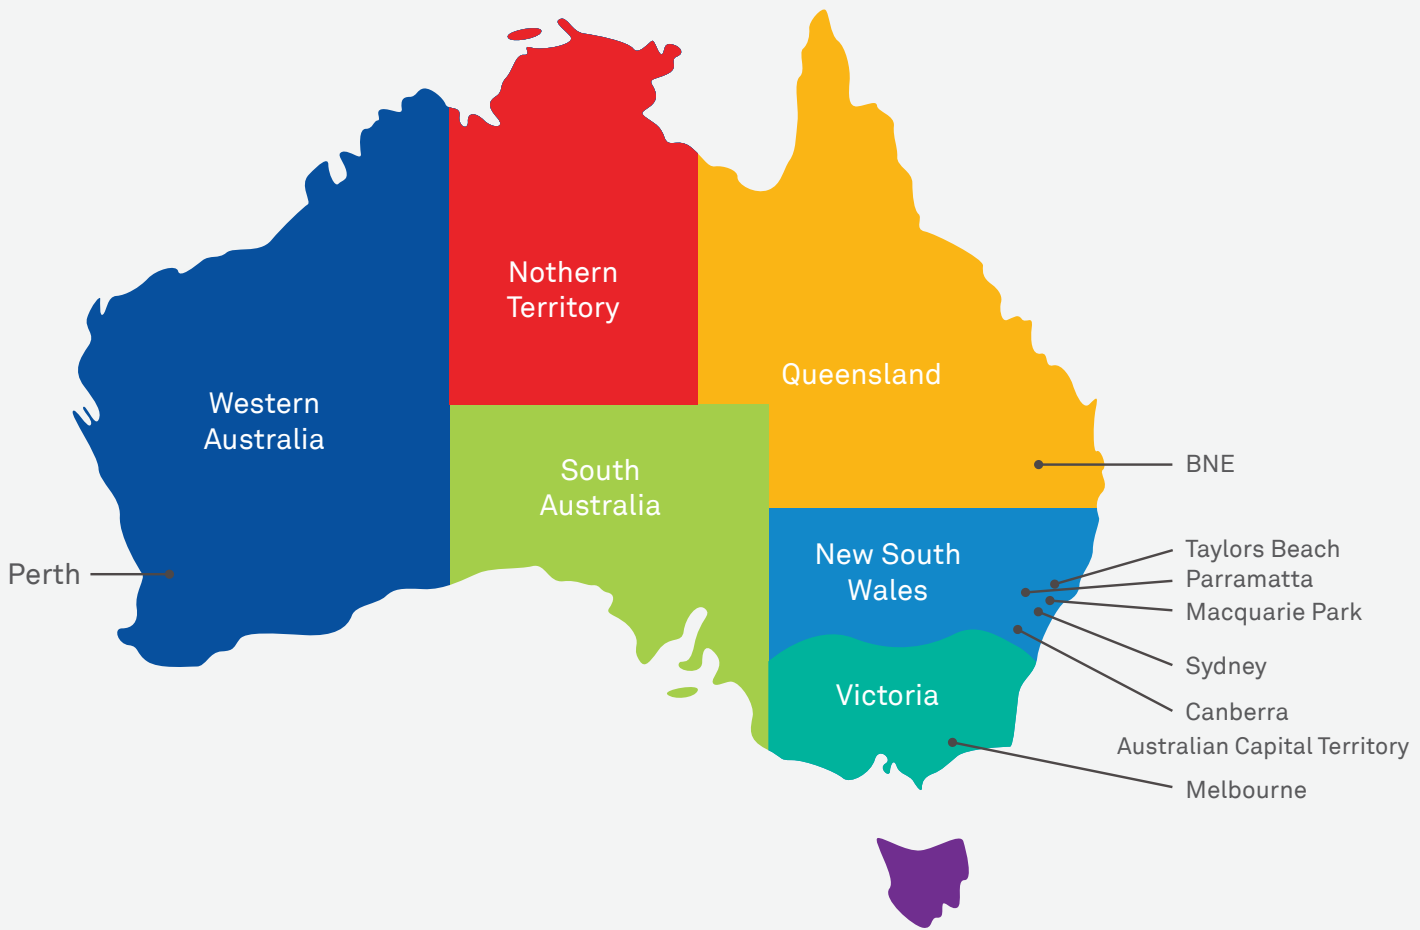 Nothern
Territory
Queensland
Western
Australia
South
Australia
BNE
New South
Wales
Taylors Beach
Parramatta
Perth
Macquarie Park
Sydney
Victoria
Canberra
Australian Capital Territory
Melbourne